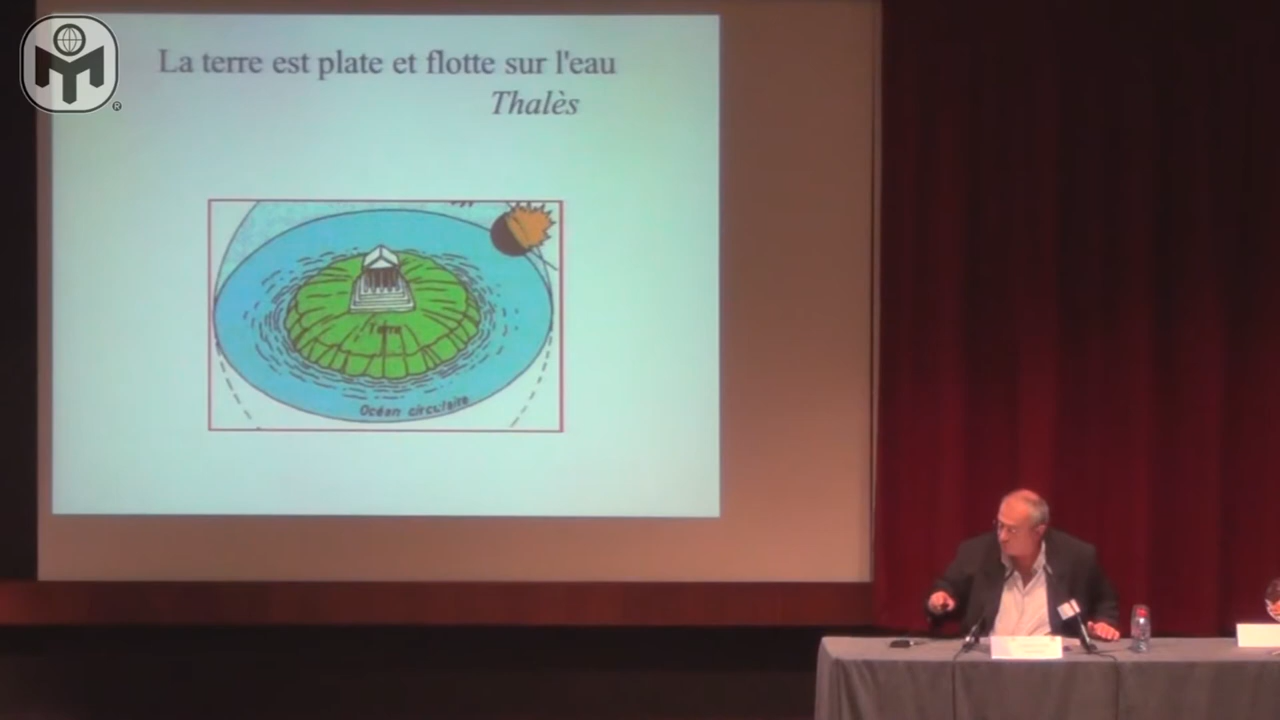 La terre est plate et flotte sur l'eau
Thalès
Terre
Océan circulaire
®